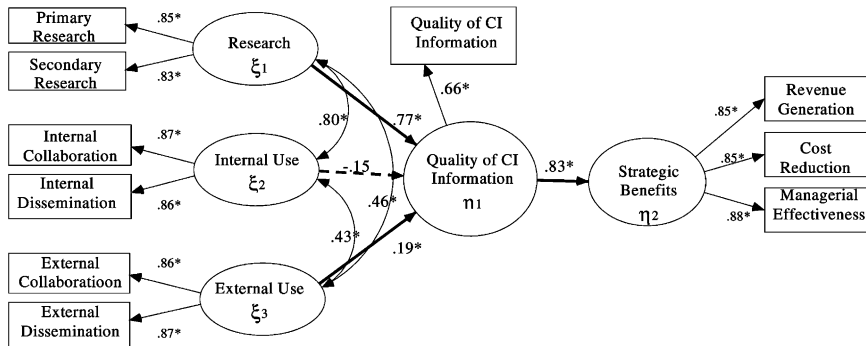 Primary
Research
.85*
Secondary
Research
.83*
Research
ξ1
Quality of CI
Information
.66*
.80*
.77*
Internal
Collaboration
.87*
Internal
Dissemination
.86*
Internal Use
ξ2
-.15
Quality of CI
Information
η1
.83*
Strategic
Benefits
η2
.85*
Revenue
Generation
.85*
Cost
Reduction
.88*
Managerial
Effectiveness
.46*
.43*
.19*
External
Collaboratioon
.86*
External
Dissemination
.87*
External Use
ξ3